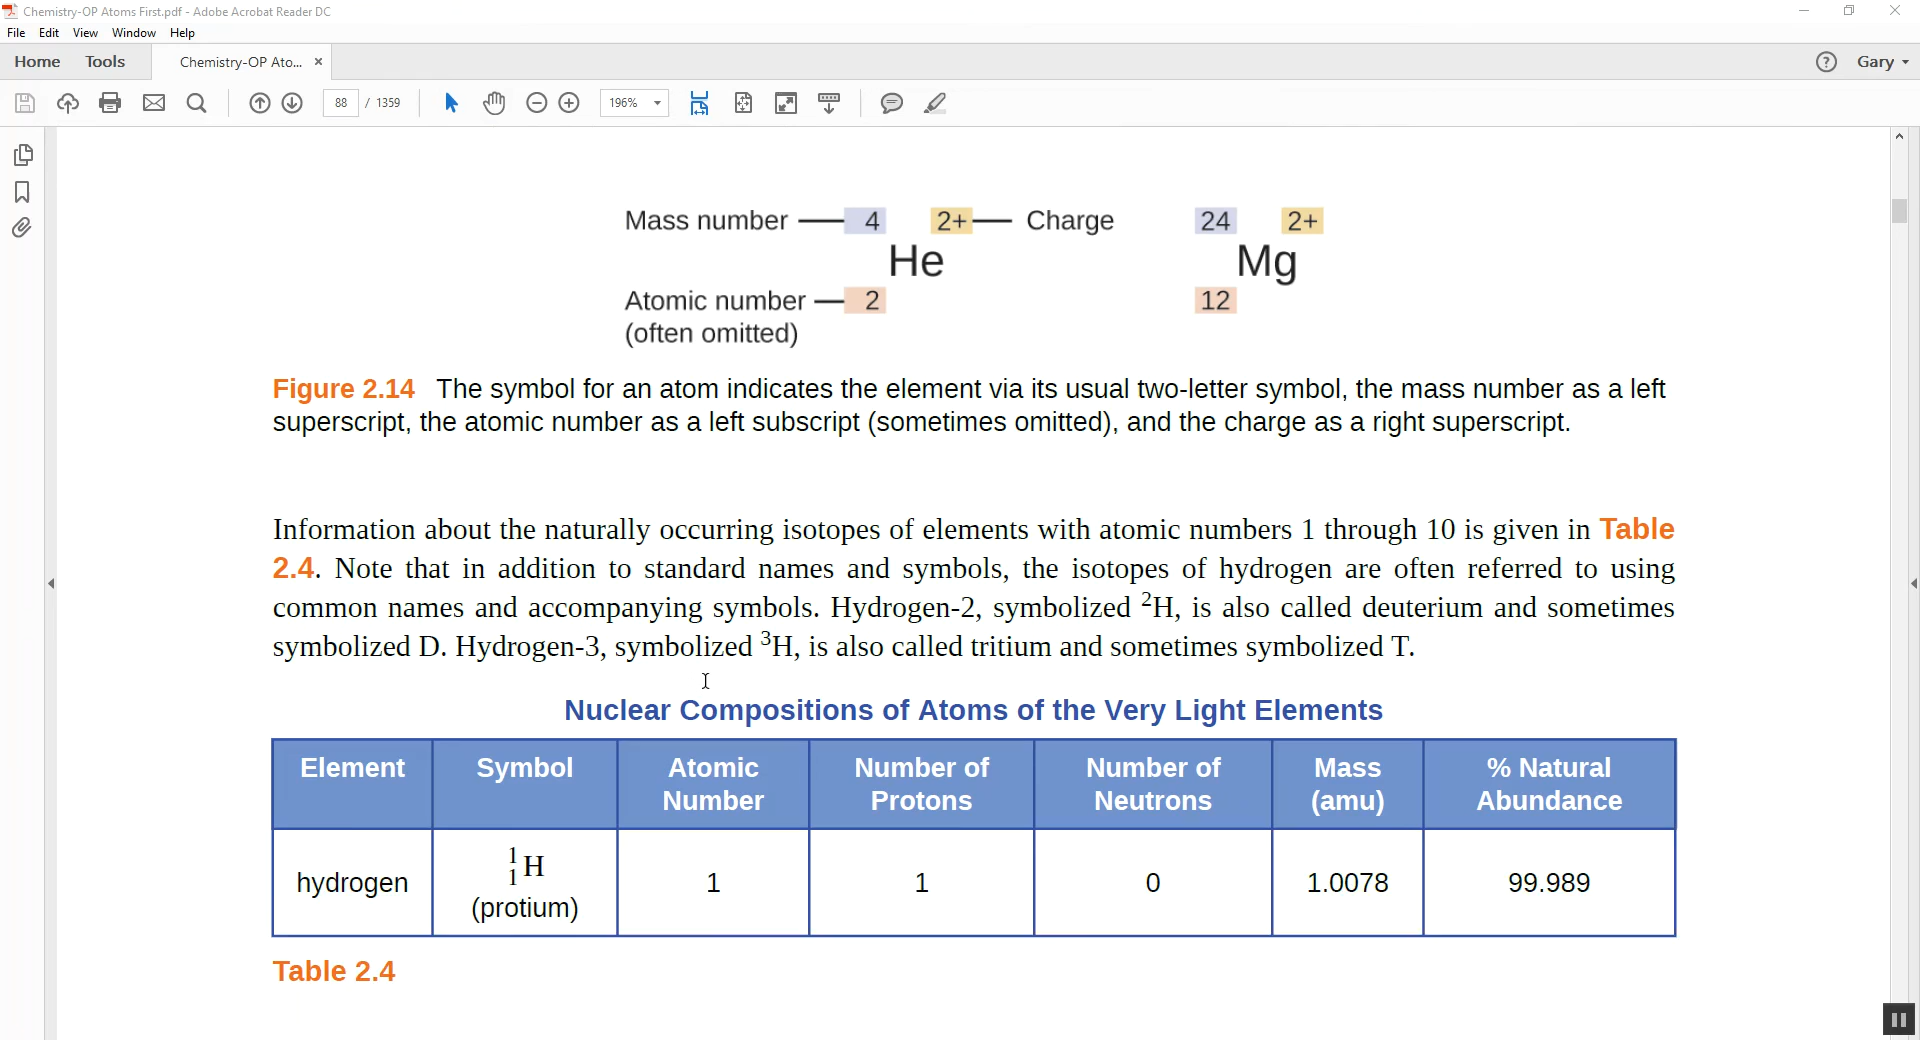 Chemistry-OP Atoms First.pdf - Adobe Acrobat Reader DC
File Edit View Window Help
Home Tools Chemistry-OP Ato... × ? Gary
88 / 1359 196%
Mass number 4 2+ Charge 24 2+
He Mg
Atomic number 2 12
(often omitted)
Figure 2.14 The symbol for an atom indicates the element via its usual two-letter symbol, the mass number as a left
superscript, the atomic number as a left subscript (sometimes omitted), and the charge as a right superscript.
Information about the naturally occurring isotopes of elements with atomic numbers 1 through 10 is given in Table
2.4. Note that in addition to standard names and symbols, the isotopes of hydrogen are often referred to using
common names and accompanying symbols. Hydrogen-2, symbolized ²H, is also called deuterium and sometimes
symbolized D. Hydrogen-3, symbolized ³H, is also called tritium and sometimes symbolized T.
Nuclear Compositions of Atoms of the Very Light Elements
Element Symbol Atomic Number of Number of Mass % Natural
Number Protons Neutrons (amu) Abundance
hydrogen ¹₁H 1 1 0 1.0078 99.989
(protium)
Table 2.4